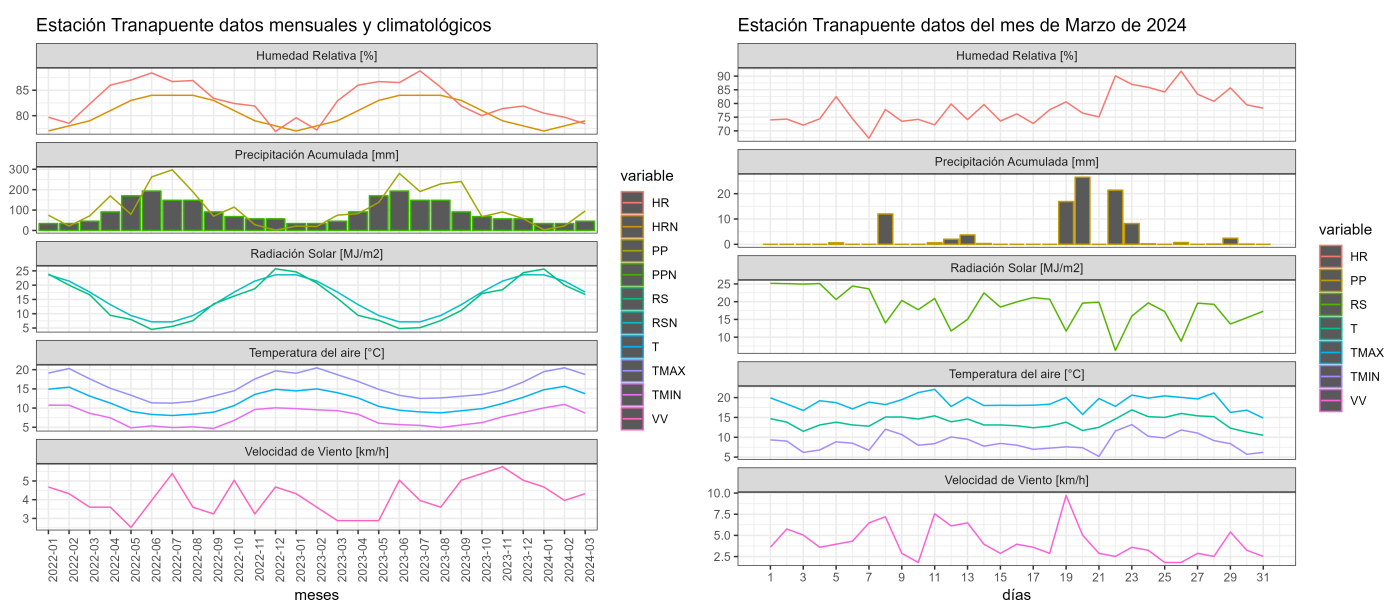 Estación Tranapuente datos mensuales y climatológicos
Humedad Relativa [%]
85
80
Precipitación Acumulada [mm]
300
200
100
0
Radiación Solar [MJ/m2]
25
20
15
10
5
Temperatura del aire [°C]
20
15
10
5
Velocidad de Viento [km/h]
5
4
3
2022-01
2022-02
2022-03
2022-04
2022-05
2022-06
2022-07
2022-08
2022-09
2022-10
2022-11
2022-12
2023-01
2023-02
2023-03
2023-04
2023-05
2023-06
2023-07
2023-08
2023-09
2023-10
2023-11
2023-12
2024-01
2024-02
2024-03
meses
variable
HR
HRN
PP
PPN
RS
RSN
T
TMAX
TMIN
VV
Estación Tranapuente datos del mes de Marzo de 2024
Humedad Relativa [%]
90
85
80
75
70
Precipitación Acumulada [mm]
20
10
0
Radiación Solar [MJ/m2]
25
20
15
10
Temperatura del aire [°C]
20
15
10
5
Velocidad de Viento [km/h]
10.0
7.5
5.0
2.5
1 3 5 7 9 11 13 15 17 19 21 23 25 27 29 31
días
variable
HR
PP
RS
T
TMAX
TMIN
VV